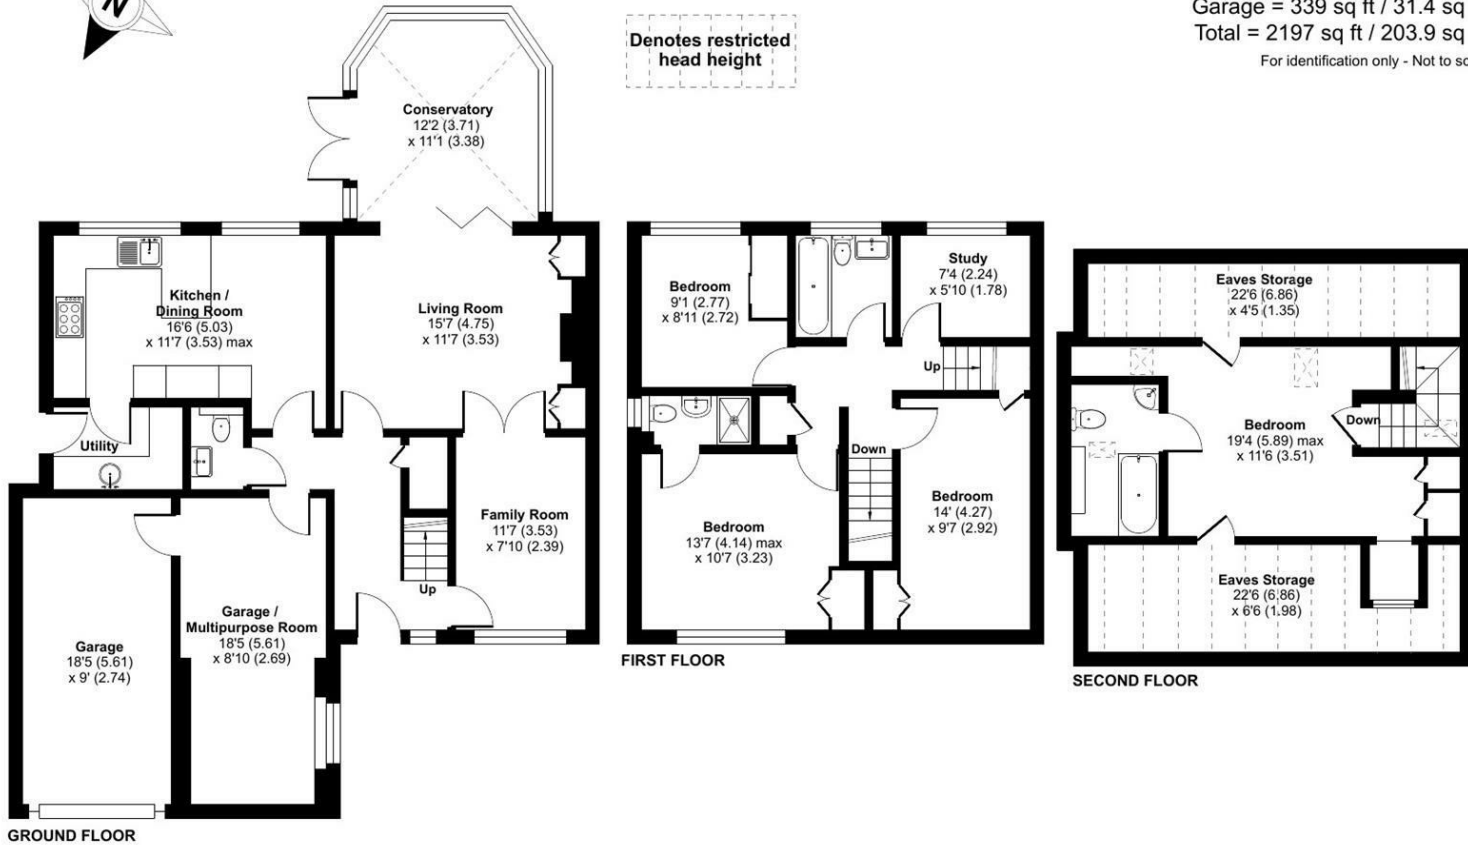 N
Garage = 339 sq ft / 31.4 sq
Total = 2197 sq ft / 203.9 sq
For identification only - Not to sc
Denotes restricted
head height
Conservatory
12'2 (3.71)
x 11'1 (3.38)
Kitchen /
Dining Room
16'6 (5.03)
x 11'7 (3.53) max
Living Room
15'7 (4.75)
x 11'7 (3.53)
Utility
Family Room
11'7 (3.53)
x 7'10 (2.39)
Up
Garage /
Multipurpose Room
18'5 (5.61)
x 8'10 (2.69)
Garage
18'5 (5.61)
x 9' (2.74)
GROUND FLOOR
Bedroom
9'1 (2.77)
x 8'11 (2.72)
Study
7'4 (2.24)
x 5'10 (1.78)
Up
Down
Bedroom
14' (4.27)
x 9'7 (2.92)
Bedroom
13'7 (4.14) max
x 10'7 (3.23)
FIRST FLOOR
Eaves Storage
22'6 (6.86)
x 4'5 (1.35)
Bedroom
19'4 (5.89) max
x 11'6 (3.51)
Down
Eaves Storage
22'6 (6.86)
x 6'6 (1.98)
SECOND FLOOR